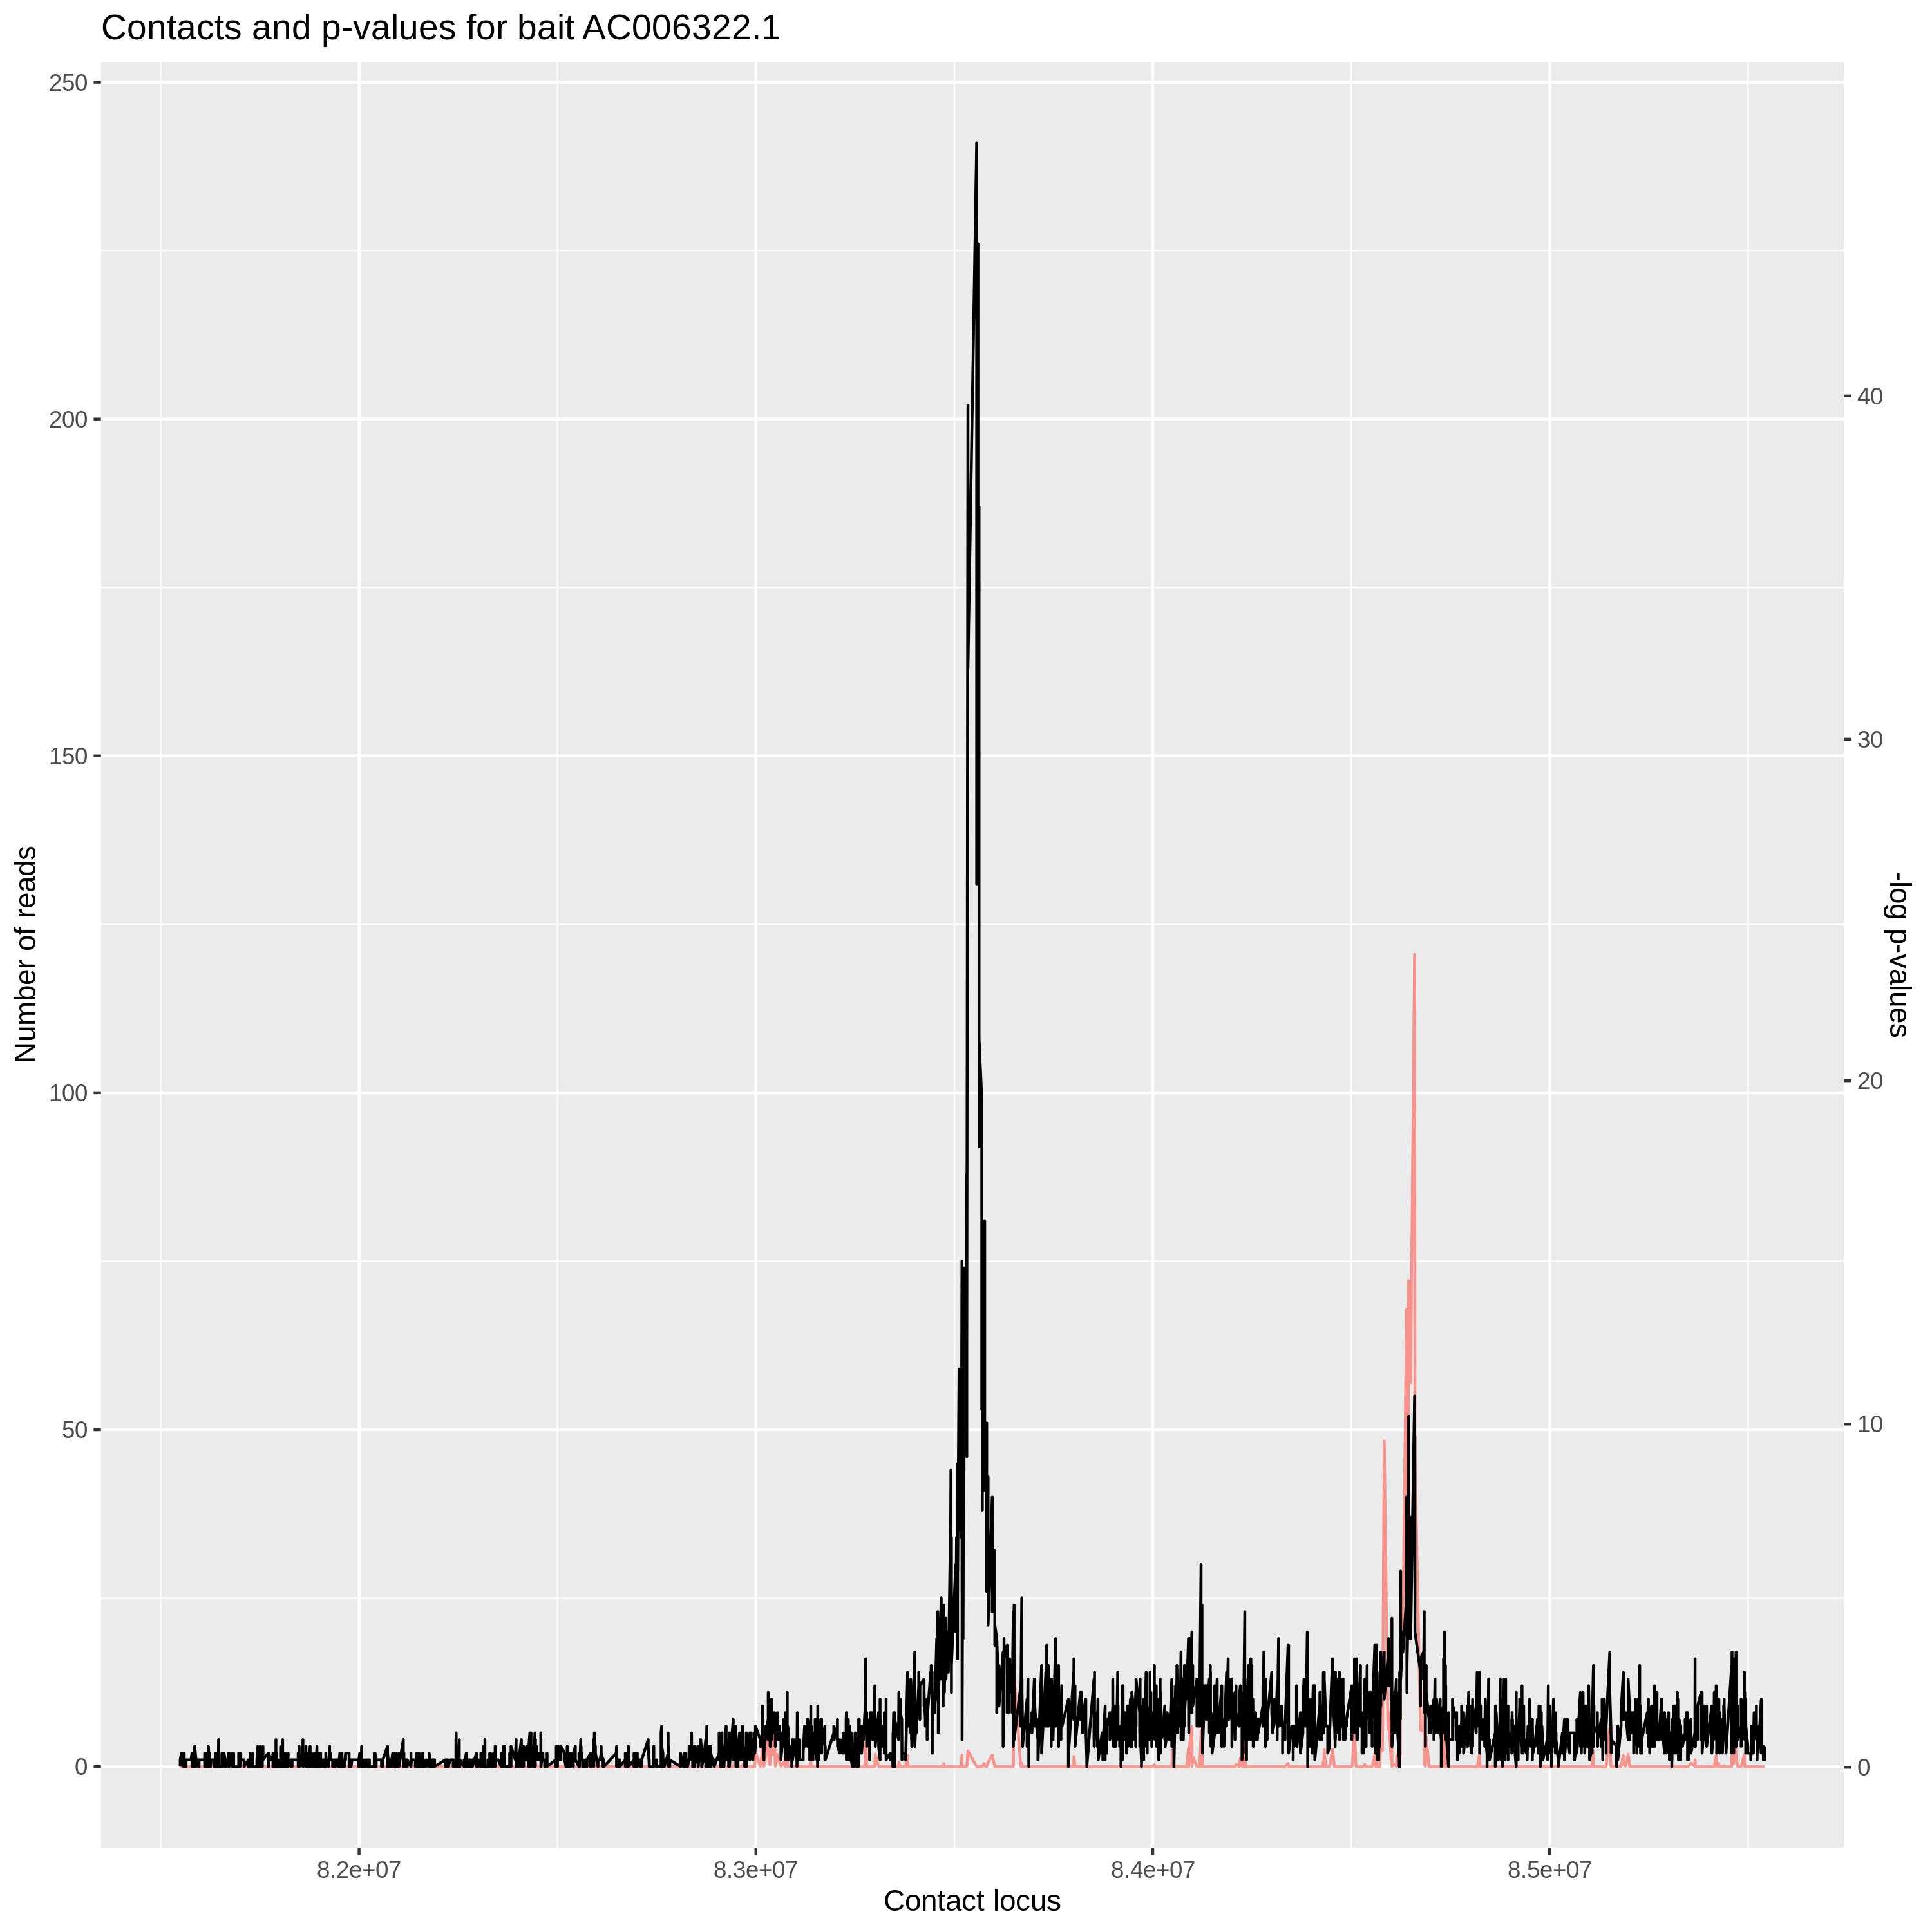 Contacts and p-values for bait AC006322.1
250
200
150
100
50
0
Number of reads
40
30
20
10
0
-log p-values
8.2e+07
8.3e+07
8.4e+07
8.5e+07
Contact locus